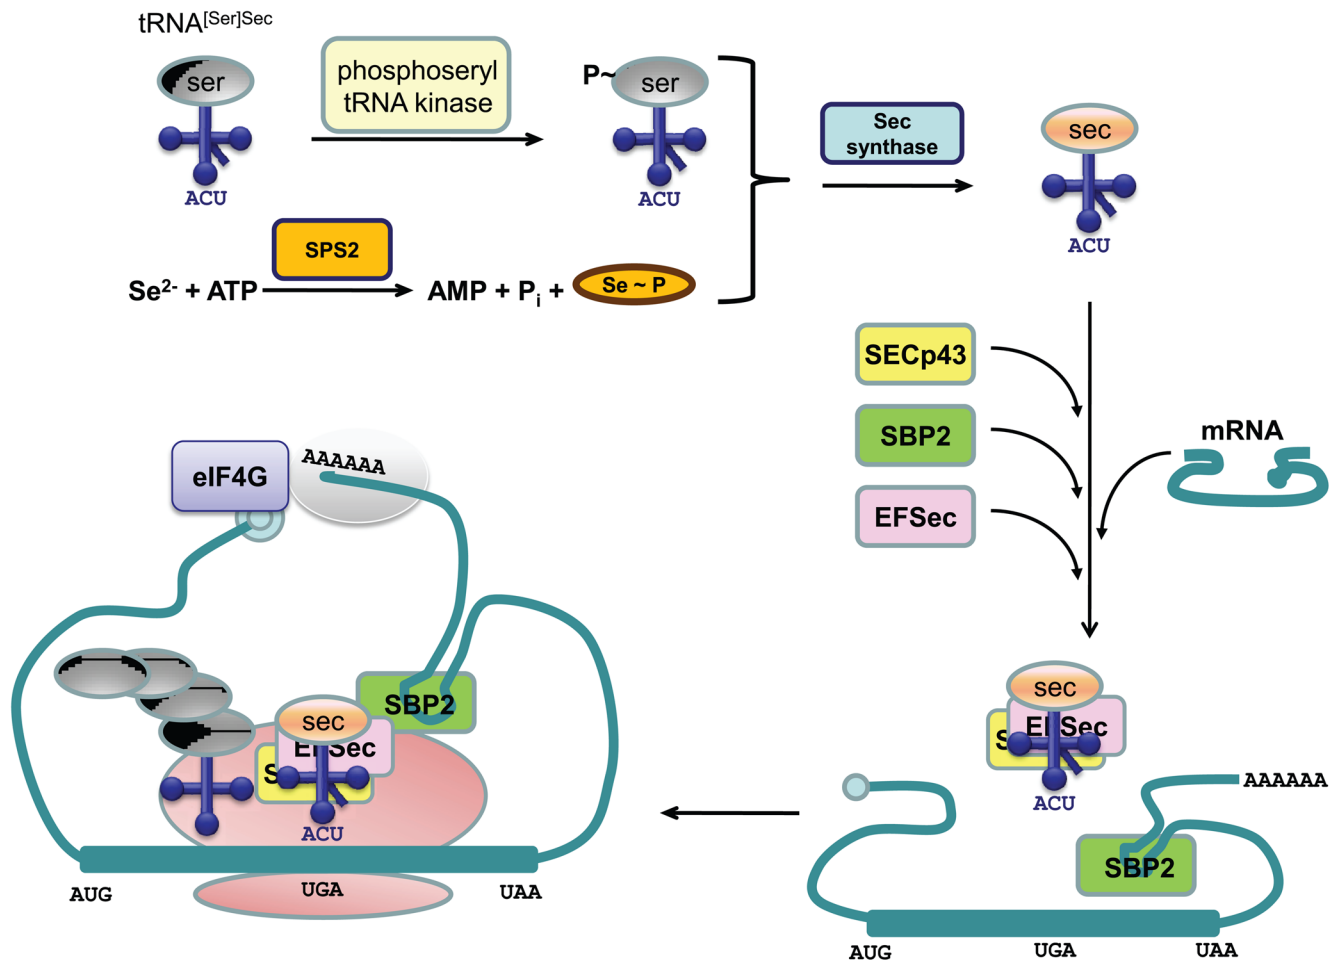 tRNA[Ser]Sec
ser
ACU
phosphoseryl
tRNA kinase
P~
ser
ACU
Sec
synthase
sec
ACU
SPS2
Se2- + ATP
AMP + Pi +
Se ~ P
SECp43
SBP2
EFSec
mRNA
eIF4G
AAAAAA
SBP2
sec
EFSec
S
ACU
AUG
UGA
UAA
sec
EFSec
S
ACU
AAAAAA
SBP2
AUG
UGA
UAA